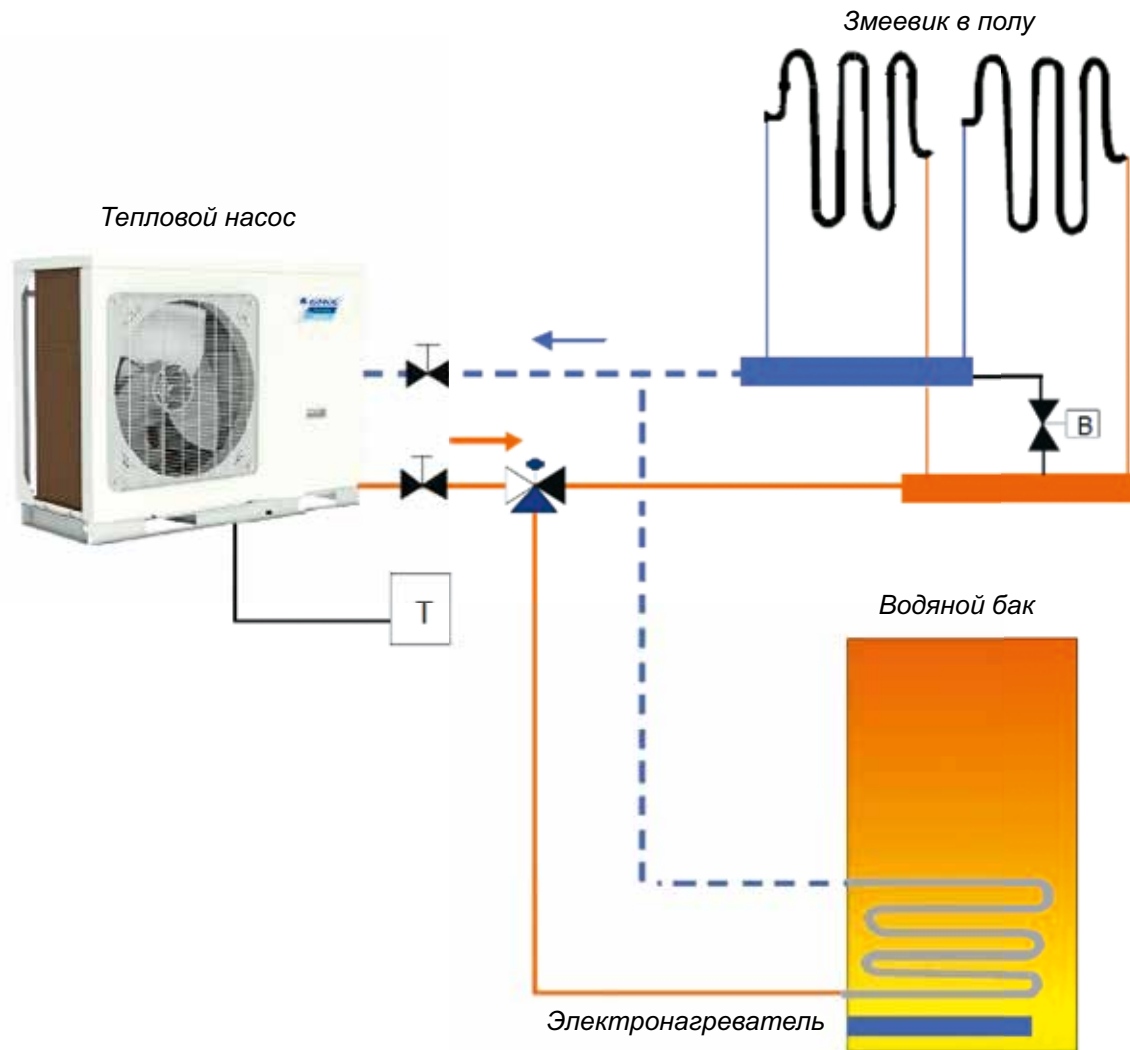 Змеевик в полу
Тепловой насос
B
T
Водяной бак
Электронагреватель